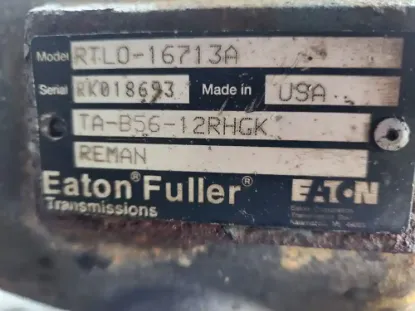 Model RTLO-16713A
Serial RK018693 Made in USA
TA-B56-12RHGK
REMAN
Eaton® Fuller®
Transmissions
EATON